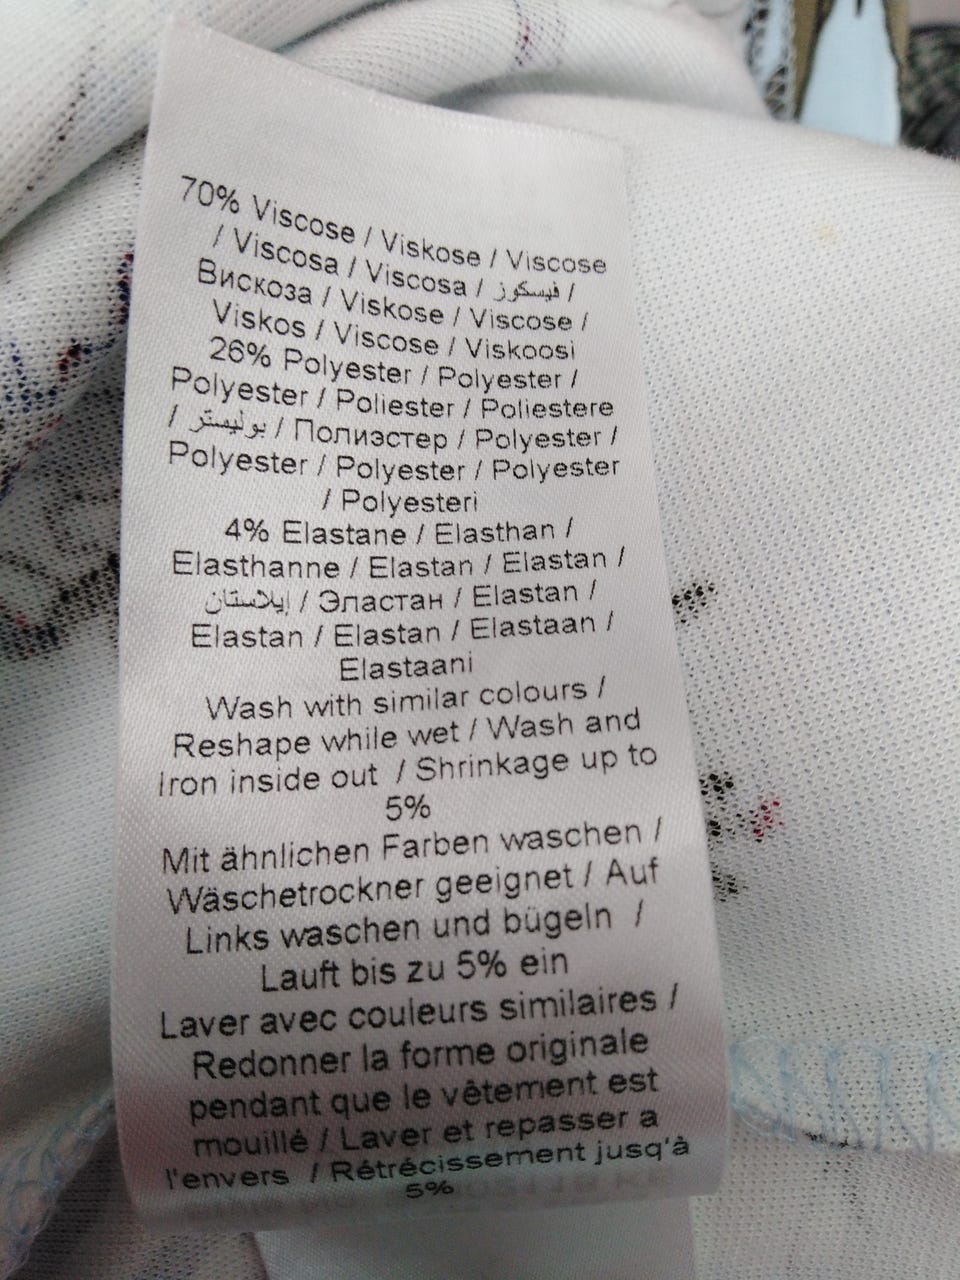 70% Viscose / Viskose / Viscose
/ Viscosa / Viscosa / فيسكوز /
Вискоза / Viskose / Viscose /
Viskos / Viscose / Viskoosi
26% Polyester / Polyester /
Polyester / Poliester / Poliestere
/ بوليستر / Полиэстер / Polyester /
Polyester / Polyester / Polyester
/ Polyesteri
4% Elastane / Elasthan /
Elasthanne / Elastan / Elastan /
إيلاستان / Эластан / Elastan /
Elastan / Elastan / Elastaan /
Elastaani
Wash with similar colours /
Reshape while wet / Wash and
Iron inside out / Shrinkage up to
5%
Mit ähnlichen Farben waschen /
Wäschetrockner geeignet / Auf
Links waschen und bügeln /
Lauft bis zu 5% ein
Laver avec couleurs similaires /
Redonner la forme originale
pendant que le vêtement est
mouillé / Laver et repasser a
l'envers / Rétrécissement jusq'à
5%